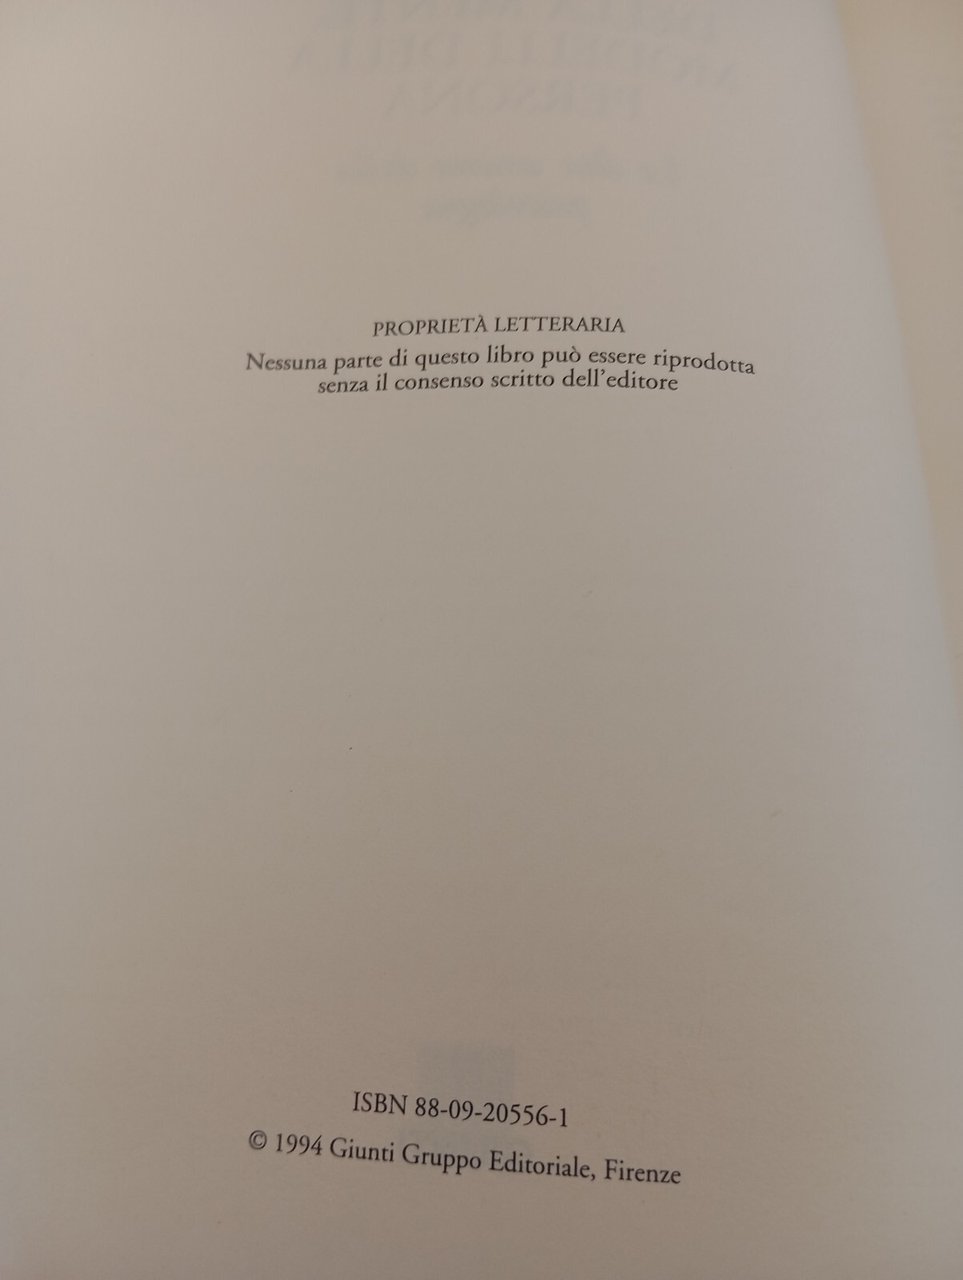 PROPRIETÀ LETTERARIA
Nessuna parte di questo libro può essere riprodotta
senza il consenso scritto dell'editore
ISBN 88-09-20556-1
© 1994 Giunti Gruppo Editoriale, Firenze